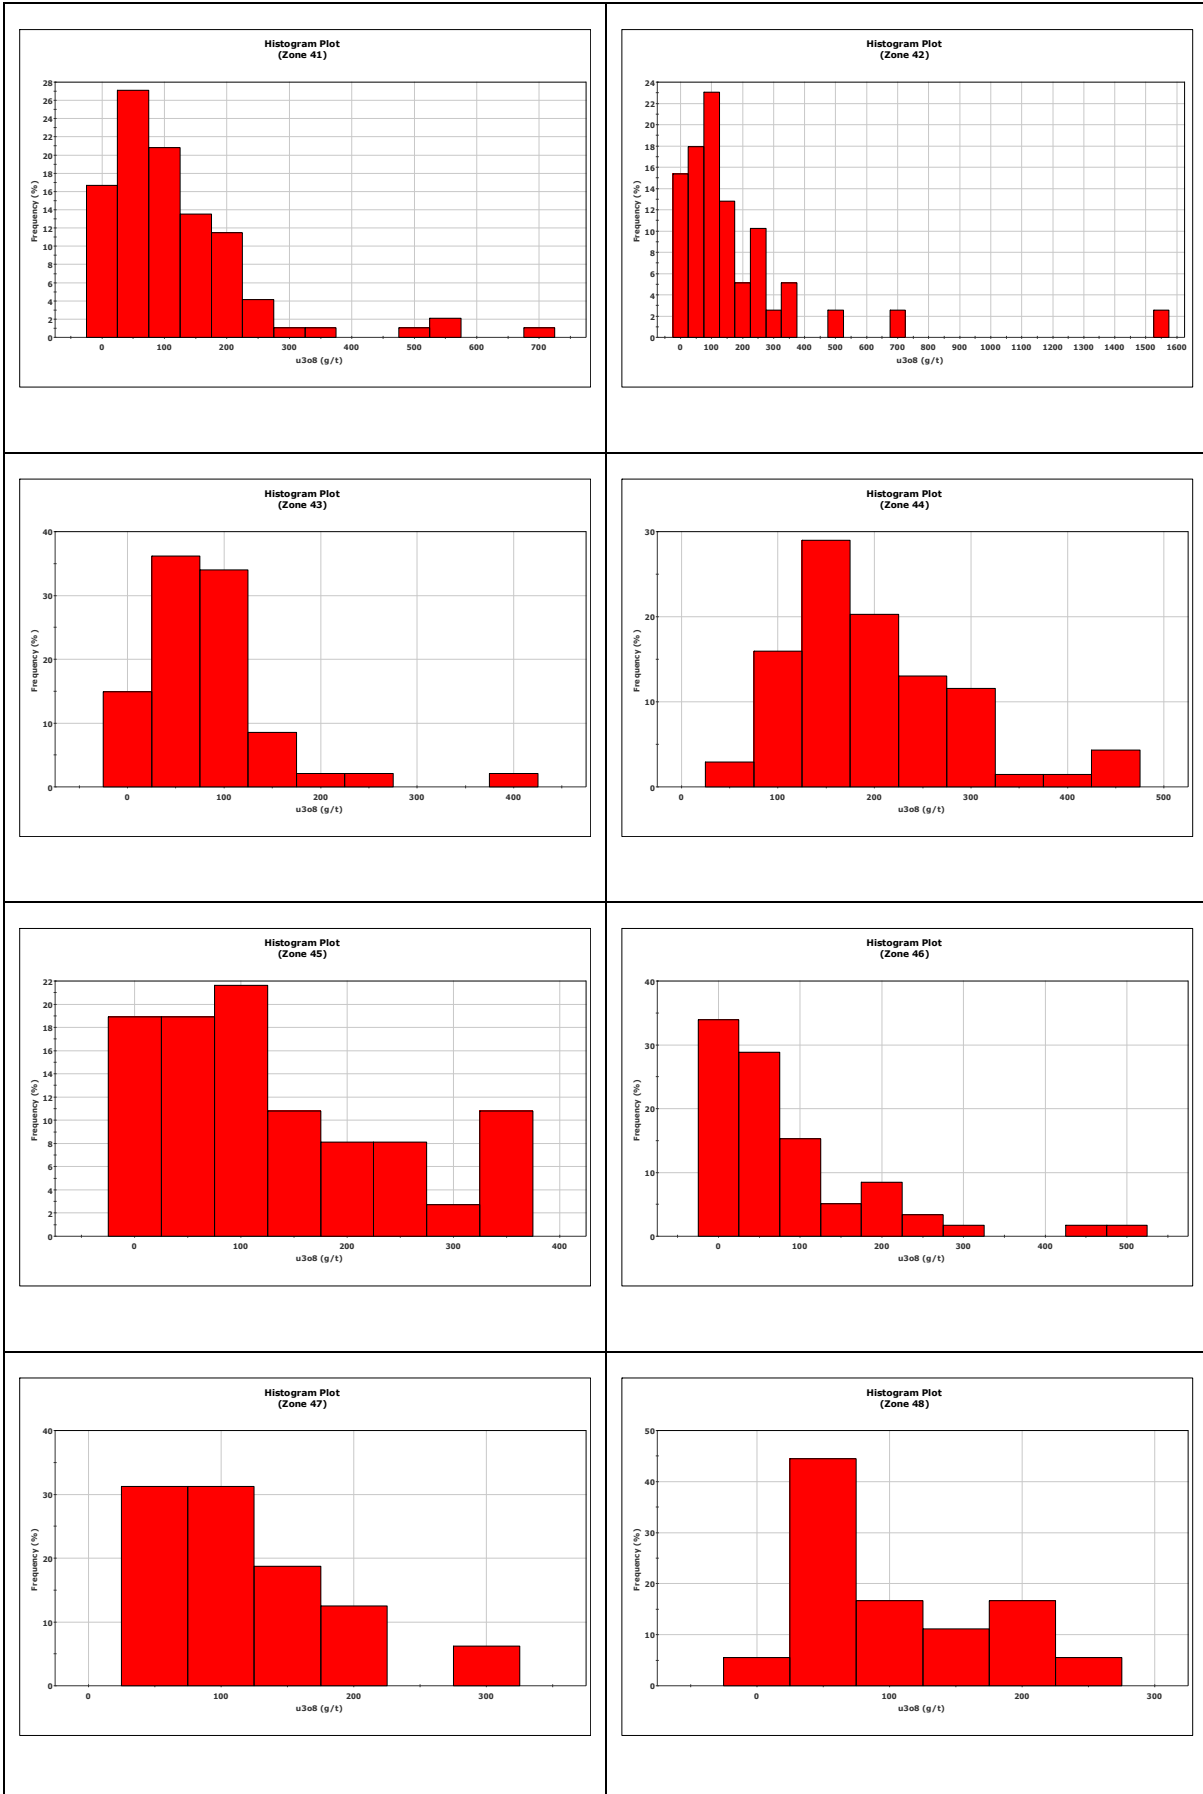 Histogram Plot
(Zone 41)
Frequency (%)
28
26
24
22
20
18
16
14
12
10
8
6
4
2
0
0 100 200 300 400 500 600 700
u3o8 (g/t)
Histogram Plot
(Zone 42)
Frequency (%)
24
22
20
18
16
14
12
10
8
6
4
2
0
0 100 200 300 400 500 600 700 800 900 1000 1100 1200 1300 1400 1500 1600
u3o8 (g/t)
Histogram Plot
(Zone 43)
Frequency (%)
40
30
20
10
0
0 100 200 300 400
u3o8 (g/t)
Histogram Plot
(Zone 44)
Frequency (%)
30
20
10
0
0 100 200 300 400 500
u3o8 (g/t)
Histogram Plot
(Zone 45)
Frequency (%)
22
20
18
16
14
12
10
8
6
4
2
0
0 100 200 300 400
u3o8 (g/t)
Histogram Plot
(Zone 46)
Frequency (%)
40
30
20
10
0
0 100 200 300 400 500
u3o8 (g/t)
Histogram Plot
(Zone 47)
Frequency (%)
40
30
20
10
0
0 100 200 300
u3o8 (g/t)
Histogram Plot
(Zone 48)
Frequency (%)
50
40
30
20
10
0
0 100 200 300
u3o8 (g/t)